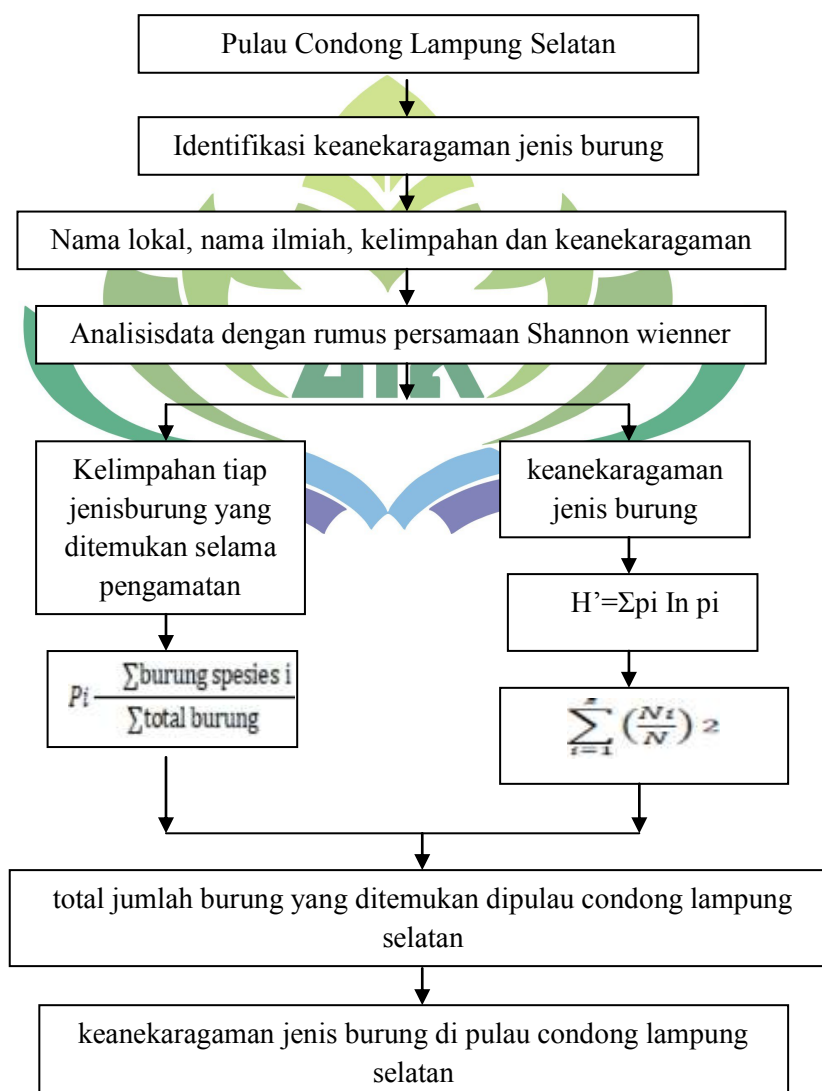 Pulau Condong Lampung Selatan
Identifikasi keanekaragaman jenis burung
Nama lokal, nama ilmiah, kelimpahan dan keanekaragaman
Analisisdata dengan rumus persamaan Shannon wienner
Kelimpahan tiap
jenisburung yang
ditemukan selama
pengamatan
Pi — ∑burung spesies i / ∑total burung
keanekaragaman
jenis burung
H’=Σpi In pi
∑ i=1 (Ni/N) 2
total jumlah burung yang ditemukan dipulau condong lampung
selatan
keanekaragaman jenis burung di pulau condong lampung
selatan